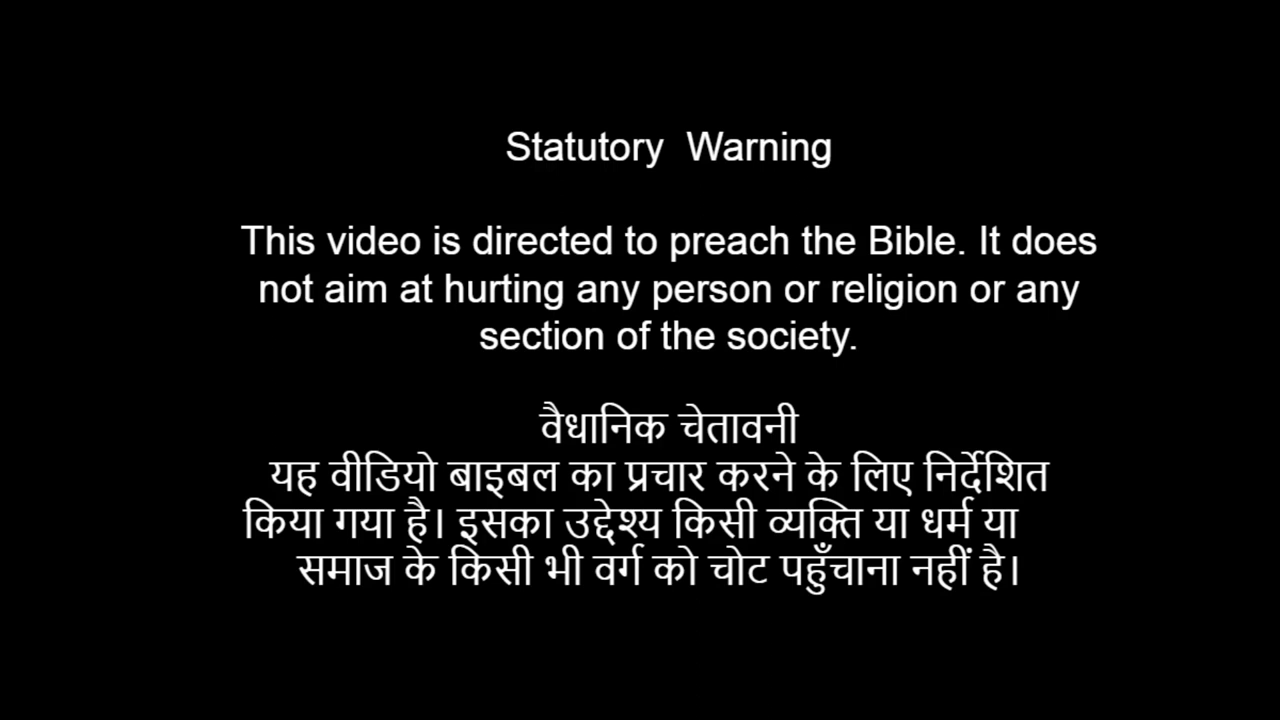 Statutory  Warning
This video is directed to preach the Bible. It does
not aim at hurting any person or religion or any
section of the society.
वैधानिक चेतावनी
यह वीडियो बाइबल का प्रचार करने के लिए निर्देशित
किया गया है। इसका उद्देश्य किसी व्यक्ति या धर्म या
समाज के किसी भी वर्ग को चोट पहुँचाना नहीं है।